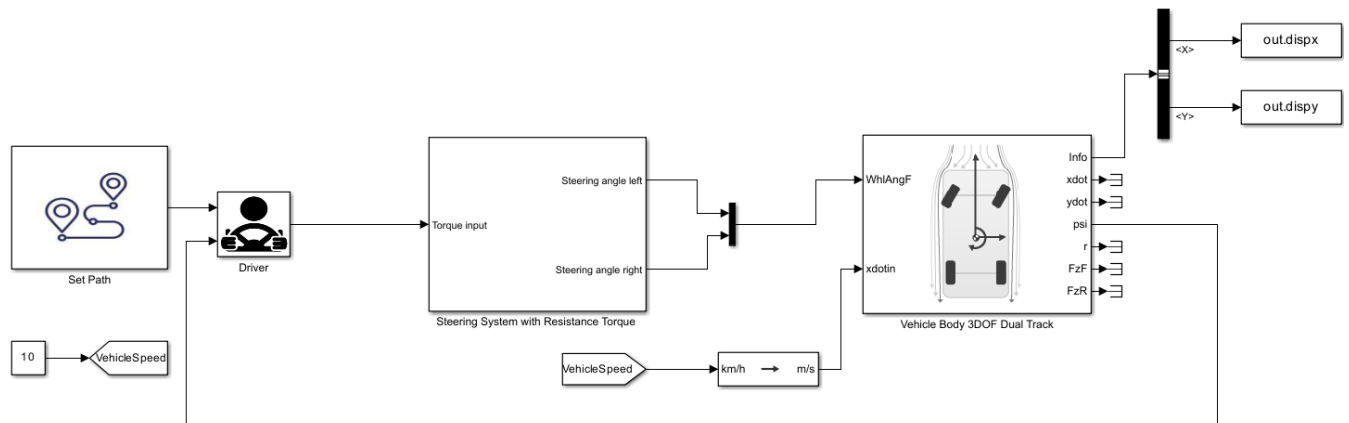 <X>
out.dispx
<Y>
out.dispy
Set Path
Driver
Torque input
Steering angle left
Steering angle right
Steering System with Resistance Torque
WhlAngF
xdotin
Info
xdot
ydot
psi
r
FzF
FzR
Vehicle Body 3DOF Dual Track
10
VehicleSpeed
VehicleSpeed
km/h
m/s